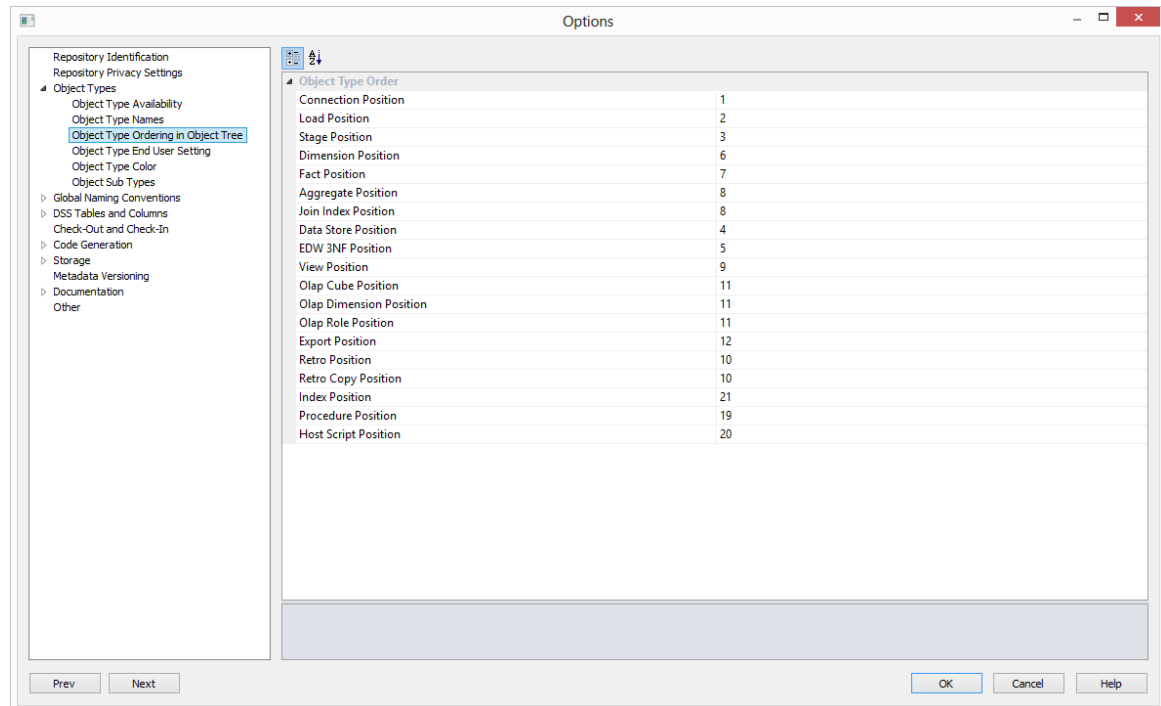 Options
Repository Identification
Repository Privacy Settings
Object Types
Object Type Availability
Object Type Names
Object Type Ordering in Object Tree
Object Type End User Setting
Object Type Color
Object Sub Types
Global Naming Conventions
DSS Tables and Columns
Check-Out and Check-In
Code Generation
Storage
Metadata Versioning
Documentation
Other
Object Type Order
Connection Position 1
Load Position 2
Stage Position 3
Dimension Position 6
Fact Position 7
Aggregate Position 8
Join Index Position 8
Data Store Position 4
EDW 3NF Position 5
View Position 9
Olap Cube Position 11
Olap Dimension Position 11
Olap Role Position 11
Export Position 12
Retro Position 10
Retro Copy Position 10
Index Position 21
Procedure Position 19
Host Script Position 20
Prev Next OK Cancel Help